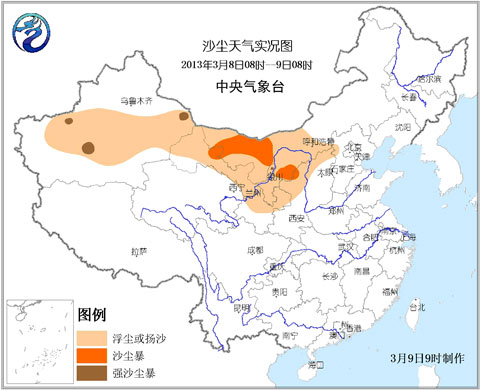 沙尘天气实况图
2013年3月8日08时—9日08时
中央气象台
哈尔滨
长春
乌鲁木齐
沈阳
呼和浩特
北京
天津
银川
太原
石家庄
西宁
兰州
济南
西安
郑州
拉萨
成都
合肥
南京
上海
武汉
杭州
重庆
长沙
南昌
贵阳
福州
昆明
台北
南宁
广州
澳门
香港
海口
图例
浮尘或扬沙
沙尘暴
强沙尘暴
3月9日9时制作